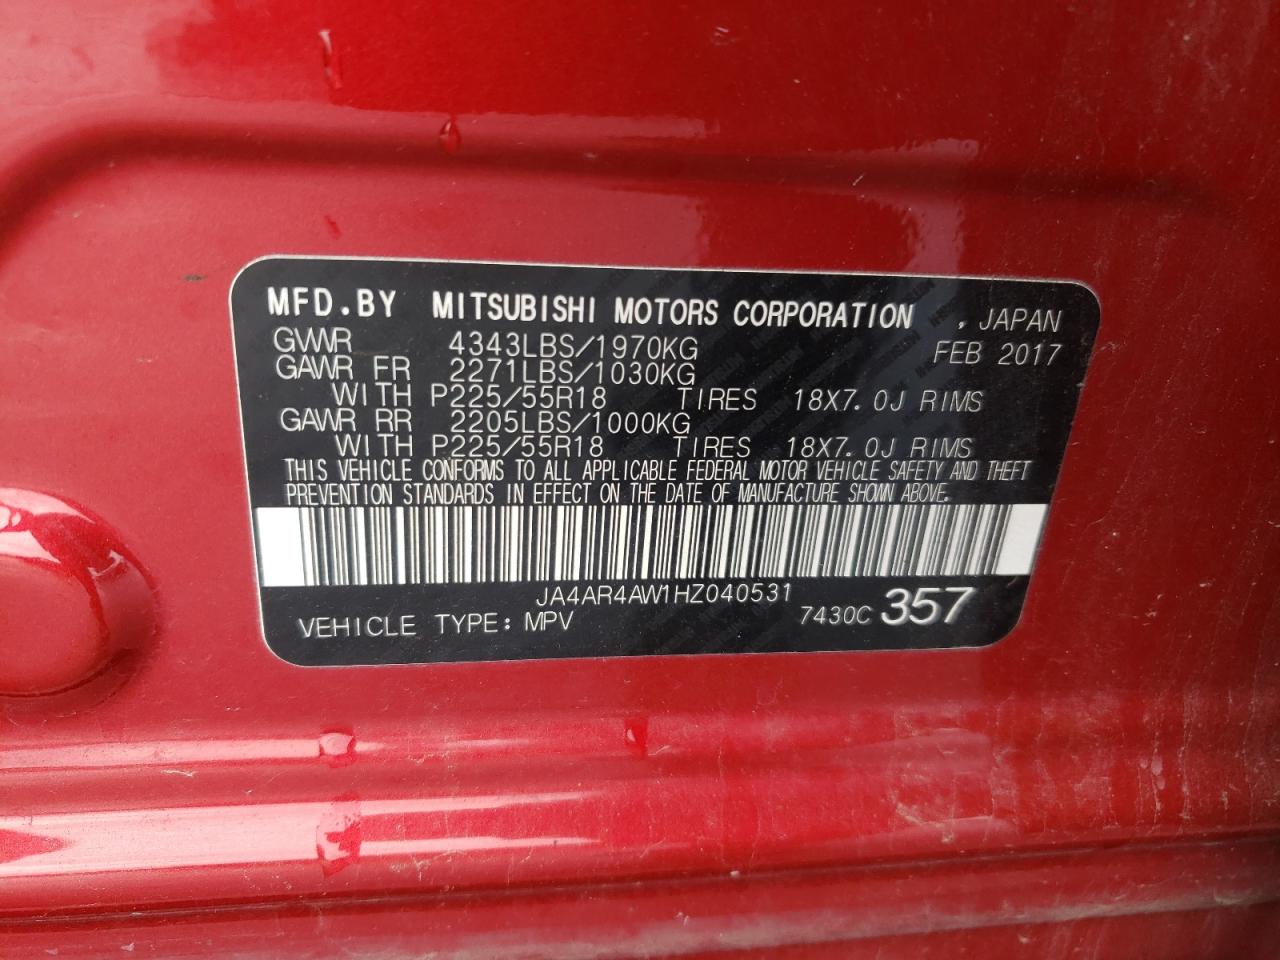 MFD.BY MITSUBISHI MOTORS CORPORATION , JAPAN
GVWR 4343LBS/1970KG FEB 2017
GAWR FR 2271LBS/1030KG
WITH P225/55R18 TIRES 18X7.0J RIMS
GAWR RR 2205LBS/1000KG
WITH P225/55R18 TIRES 18X7.0J RIMS
THIS VEHICLE CONFORMS TO ALL APPLICABLE FEDERAL MOTOR VEHICLE SAFETY AND THEFT
PREVENTION STANDARDS IN EFFECT ON THE DATE OF MANUFACTURE SHOWN ABOVE.
JA4AR4AW1HZ040531
VEHICLE TYPE: MPV 7430C 357